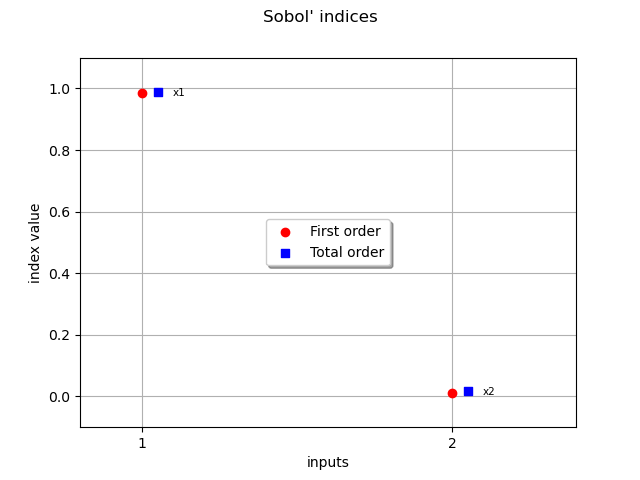 Sobol' indices
1.0
x1
0.8
0.6
First order
Total order
0.4
0.2
0.0
x2
index value
1
2
inputs